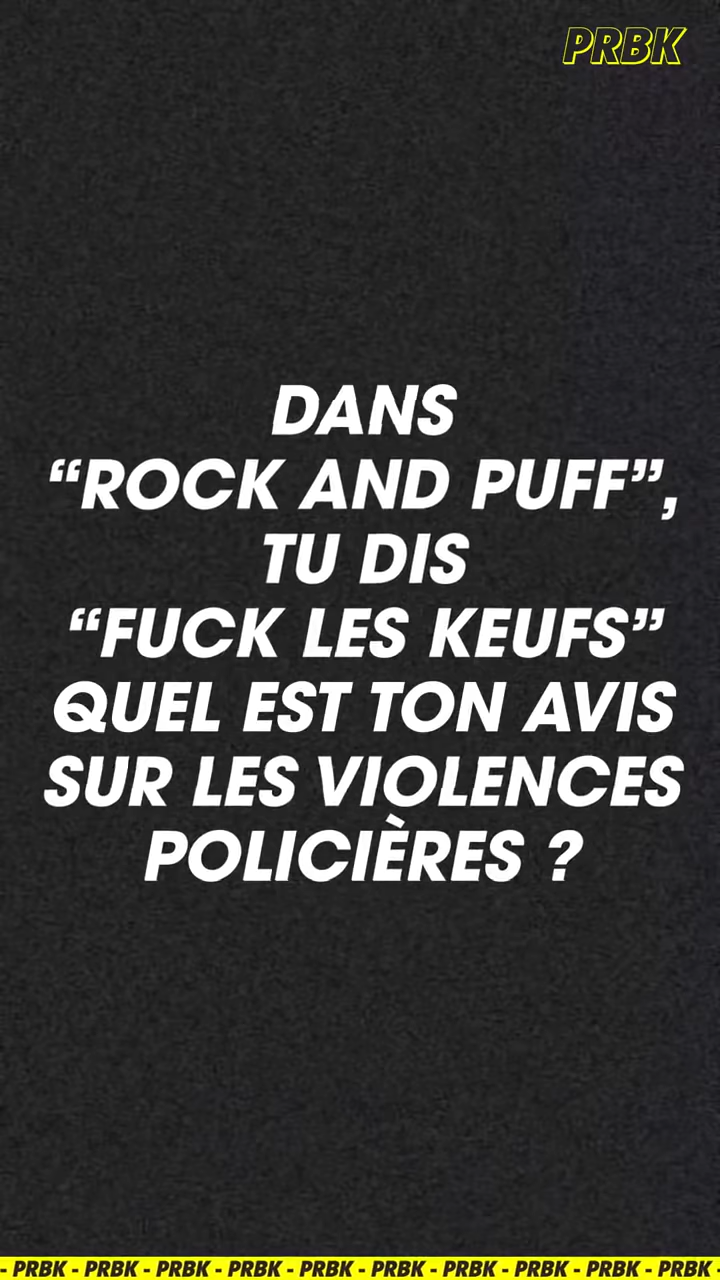 PRBK
DANS
“ROCK AND PUFF”,
TU DIS
“FUCK LES KEUFS”
QUEL EST TON AVIS
SUR LES VIOLENCES
POLICIÈRES ?
- PRBK - PRBK - PRBK - PRBK - PRBK - PRBK - PRBK - PRBK - PRBK - PRBK